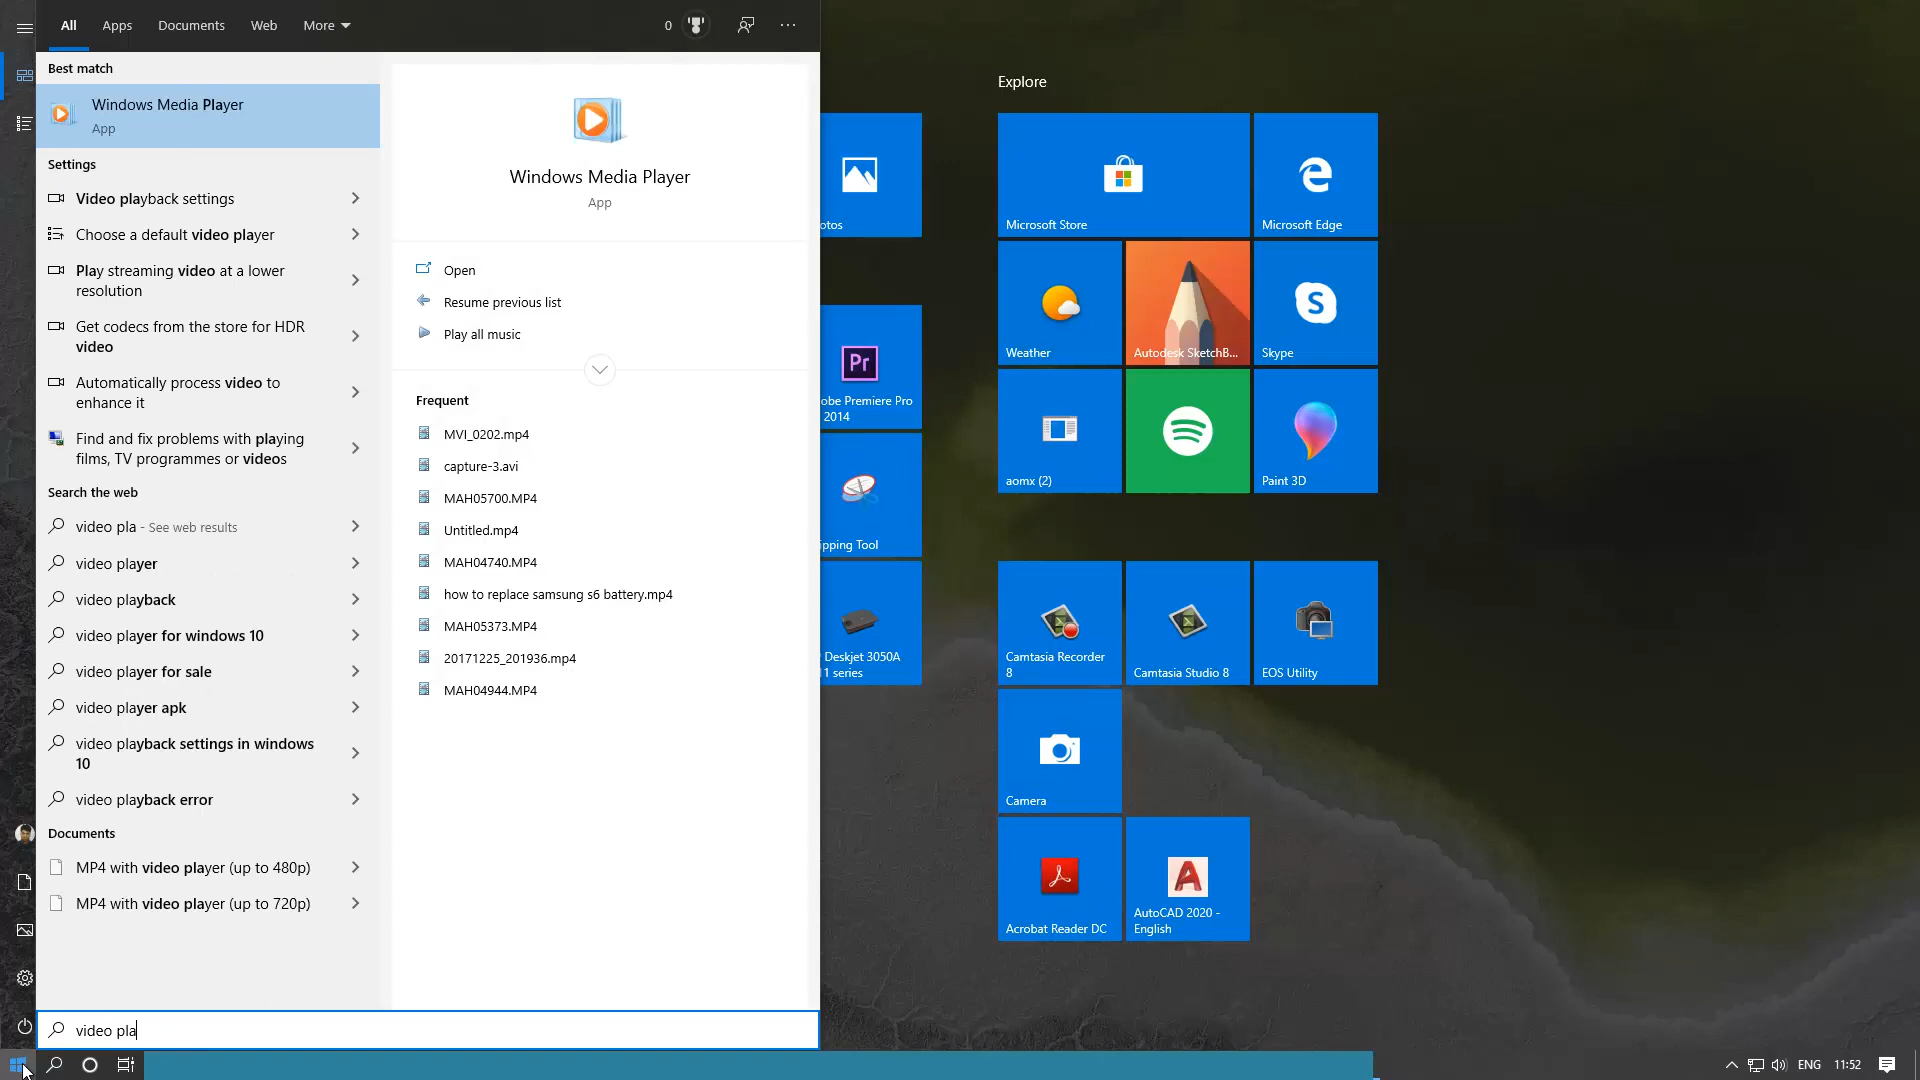 All Apps Documents Web More 0
Best match
Windows Media Player
App
Settings
Video playback settings
Choose a default video player
Play streaming video at a lower
resolution
Get codecs from the store for HDR
video
Automatically process video to
enhance it
Find and fix problems with playing
films, TV programmes or videos
Search the web
video pla - See web results
video player
video playback
video player for windows 10
video player for sale
video player apk
video playback settings in windows
10
video playback error
Documents
MP4 with video player (up to 480p)
MP4 with video player (up to 720p)
video pla
Windows Media Player
App
Open
Resume previous list
Play all music
Frequent
MVI_0202.mp4
capture-3.avi
MAH05700.MP4
Untitled.mp4
MAH04740.MP4
how to replace samsung s6 battery.mp4
MAH05373.MP4
20171225_201936.mp4
MAH04944.MP4
otos
Pr
obe Premiere Pro
2014
ipping Tool
Deskjet 3050A
11 series
Explore
Microsoft Store
Microsoft Edge
Weather
Autodesk SketchB...
Skype
aomx (2)
Paint 3D
Camtasia Recorder
8
Camtasia Studio 8
EOS Utility
Camera
Acrobat Reader DC
AutoCAD 2020 -
English
ENG 11:52